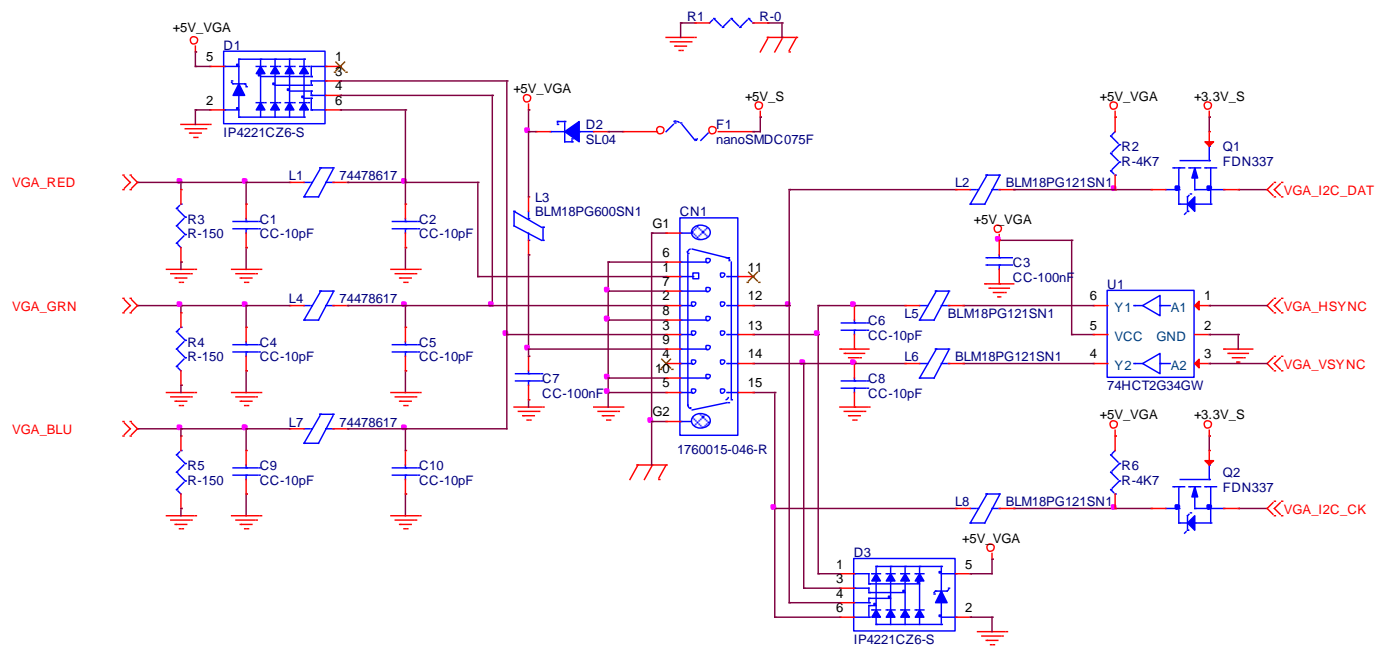 R1 R-0
+5V_VGA
D1
5
2
1
3
4
6
IP4221CZ6-S
+5V_VGA
+5V_S
D2
SL04
F1
nanoSMDC075F
+5V_VGA
+3.3V_S
R2
R-4K7
Q1
FDN337
VGA_RED
L1
74478617
R3
R-150
C1
CC-10pF
C2
CC-10pF
L3
BLM18PG600SN1
L2
BLM18PG121SN1
VGA_I2C_DAT
CN1
G1
6
1
7
2
8
3
9
4
10
5
G2
11
12
13
14
15
1760015-046-R
+5V_VGA
C3
CC-100nF
U1
6
5
4
Y1
A1
VCC
GND
Y2
A2
1
2
3
74HCT2G34GW
VGA_HSYNC
VGA_VSYNC
VGA_GRN
L4
74478617
R4
R-150
C4
CC-10pF
C5
CC-10pF
C7
CC-100nF
L5
BLM18PG121SN1
C6
CC-10pF
L6
BLM18PG121SN1
C8
CC-10pF
VGA_BLU
L7
74478617
R5
R-150
C9
CC-10pF
C10
CC-10pF
+5V_VGA
+3.3V_S
R6
R-4K7
Q2
FDN337
L8
BLM18PG121SN1
VGA_I2C_CK
+5V_VGA
D3
1
3
4
6
5
2
IP4221CZ6-S